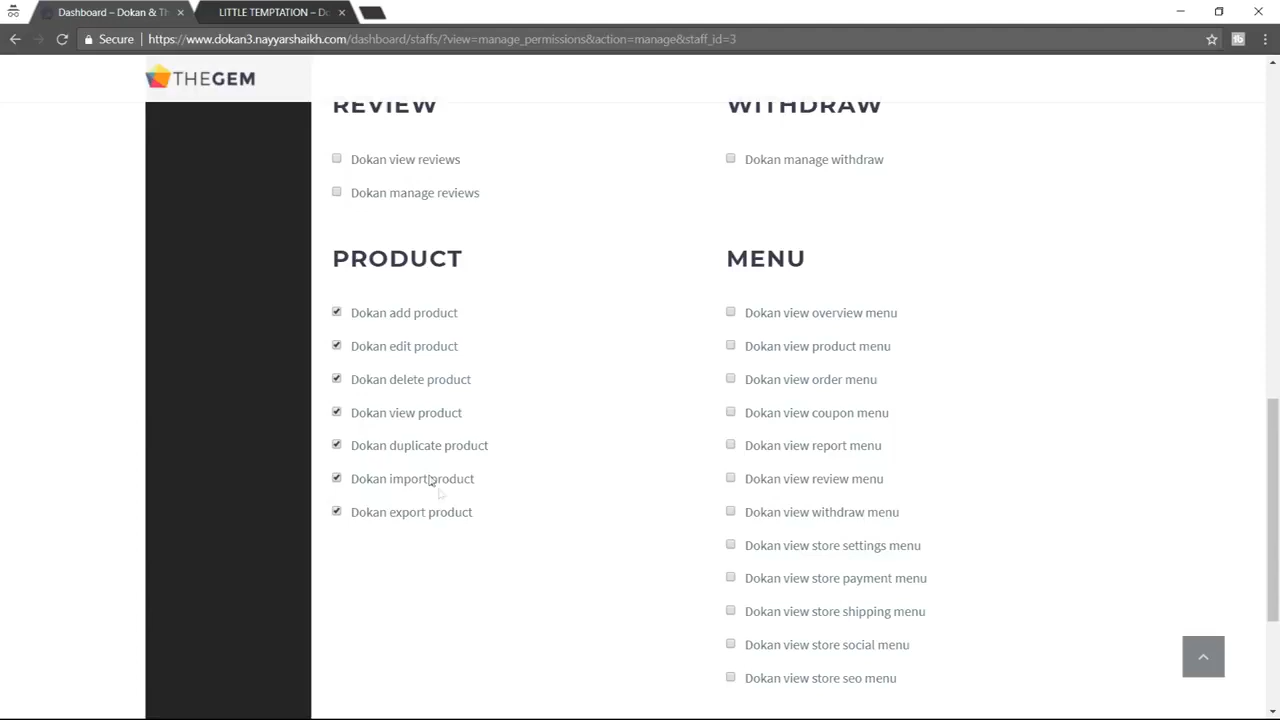 Dashboard – Dokan & Th
LITTLE TEMPTATION – Do
Secure
https://www.dokan3.nayyarshaikh.com/dashboard/staffs/?view=manage_permissions&action=manage&staff_id=3
THEGEM
REVIEW
Dokan view reviews
Dokan manage reviews
WITHDRAW
Dokan manage withdraw
PRODUCT
Dokan add product
Dokan edit product
Dokan delete product
Dokan view product
Dokan duplicate product
Dokan import product
Dokan export product
MENU
Dokan view overview menu
Dokan view product menu
Dokan view order menu
Dokan view coupon menu
Dokan view report menu
Dokan view review menu
Dokan view withdraw menu
Dokan view store settings menu
Dokan view store payment menu
Dokan view store shipping menu
Dokan view store social menu
Dokan view store seo menu